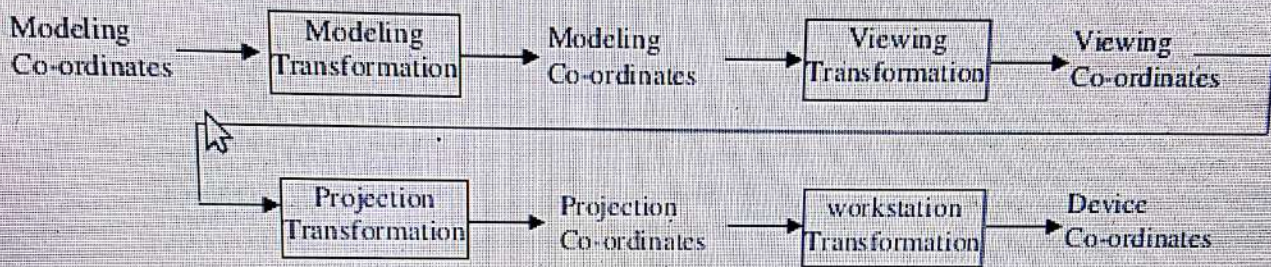 Modeling
Co-ordinates
Modeling
Transformation
Modeling
Co-ordinates
Viewing
Transformation
Viewing
Co-ordinates
Projection
Transformation
Projection
Co-ordinates
workstation
Transformation
Device
Co-ordinates